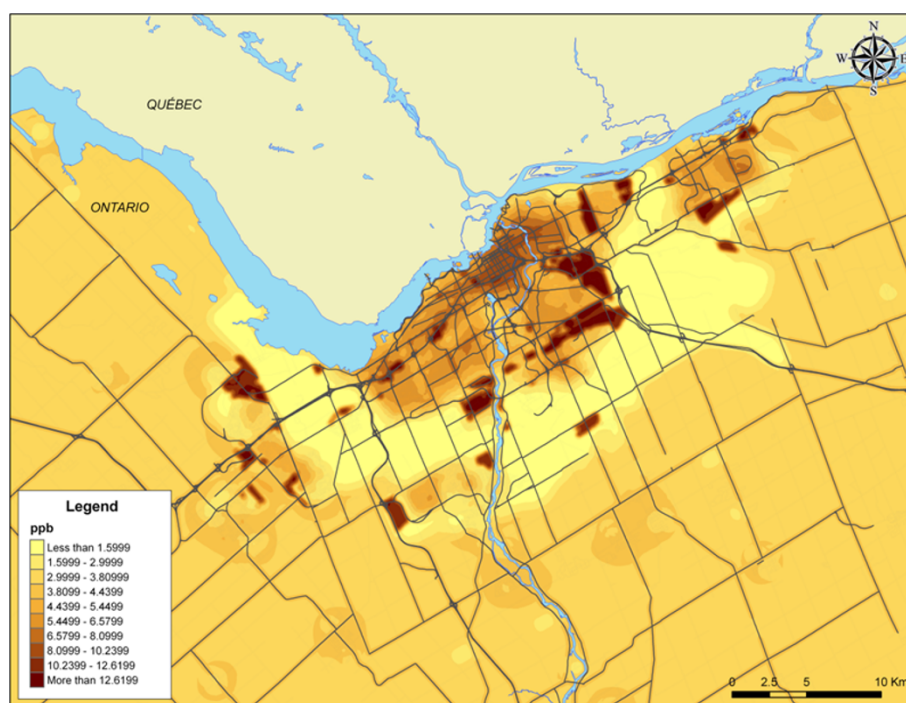 N
W E
S
QUÉBEC
ONTARIO
Legend
ppb
Less than 1.5999
1.5999 - 2.9999
2.9999 - 3.80999
3.8099 - 4.4399
4.4399 - 5.4499
5.4499 - 6.5799
6.5799 - 8.0999
8.0999 - 10.2399
10.2399 - 12.6199
More than 12.6199
0 2.5 5 10 Km